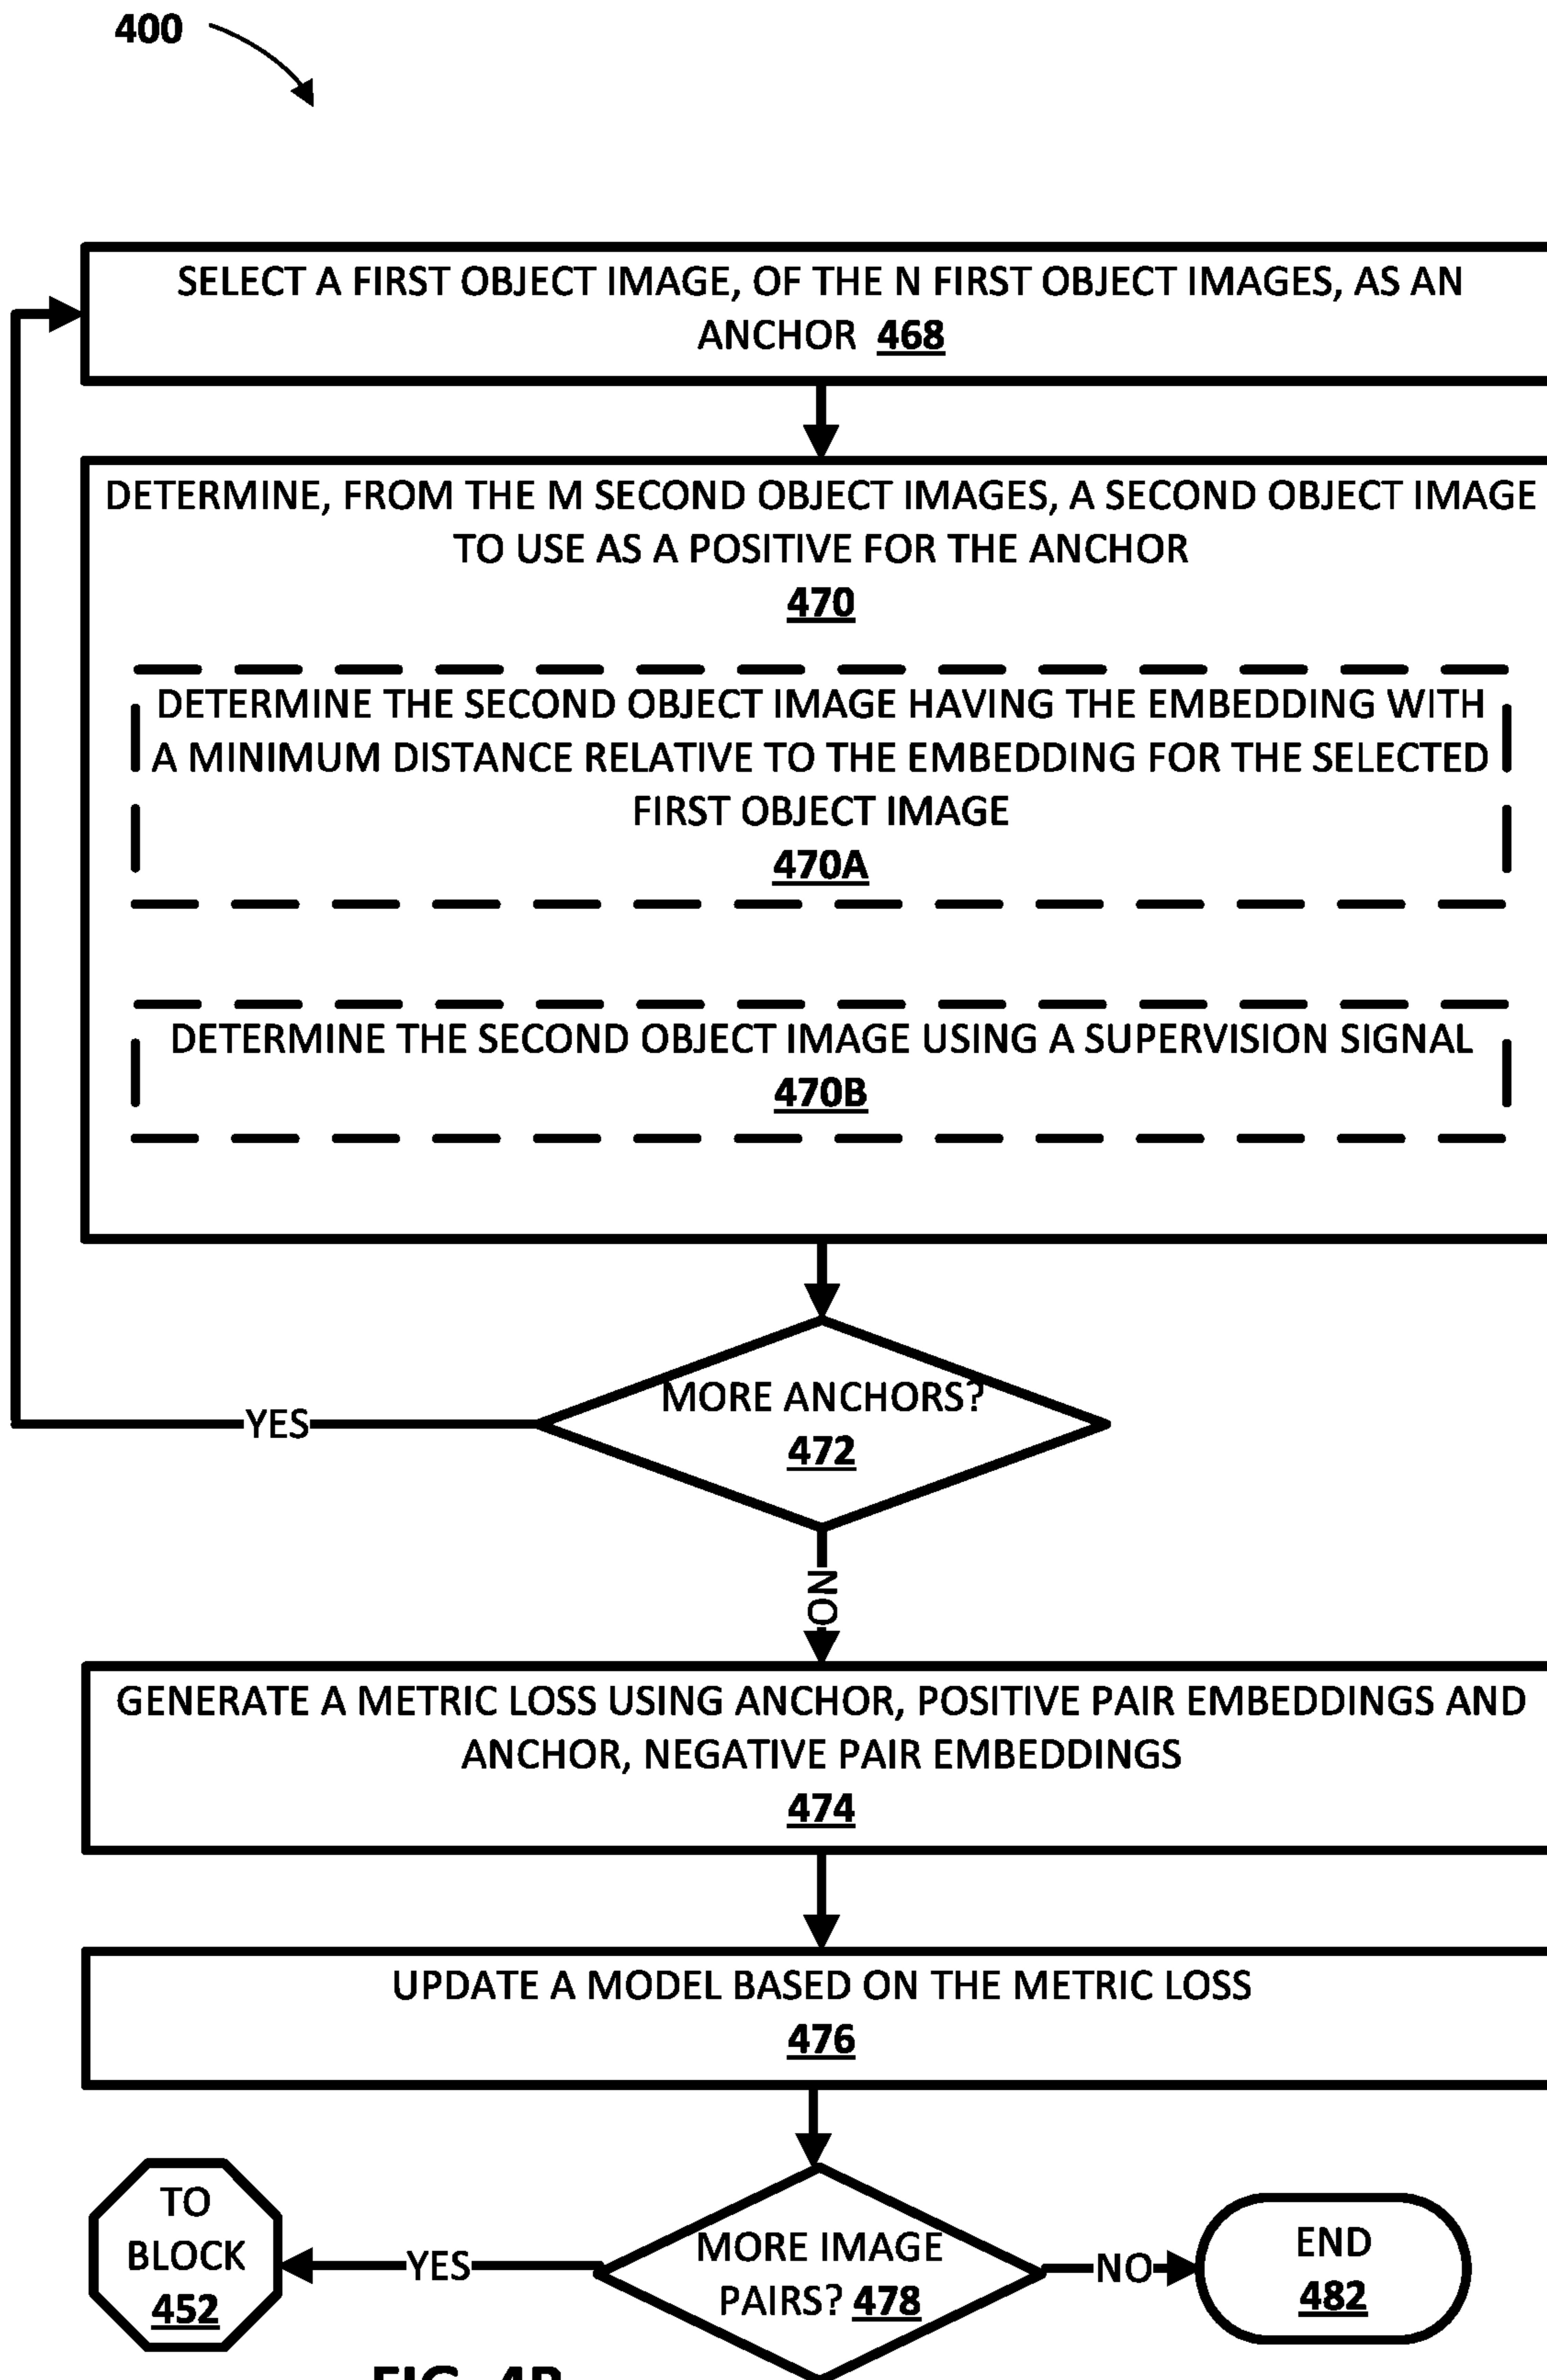 400
SELECT A FIRST OBJECT IMAGE, OF THE N FIRST OBJECT IMAGES, AS AN
ANCHOR 468
DETERMINE, FROM THE M SECOND OBJECT IMAGES, A SECOND OBJECT IMAGE
TO USE AS A POSITIVE FOR THE ANCHOR
470
DETERMINE THE SECOND OBJECT IMAGE HAVING THE EMBEDDING WITH
A MINIMUM DISTANCE RELATIVE TO THE EMBEDDING FOR THE SELECTED
FIRST OBJECT IMAGE
470A
DETERMINE THE SECOND OBJECT IMAGE USING A SUPERVISION SIGNAL
470B
MORE ANCHORS?
472
YES
NO
GENERATE A METRIC LOSS USING ANCHOR, POSITIVE PAIR EMBEDDINGS AND
ANCHOR, NEGATIVE PAIR EMBEDDINGS
474
UPDATE A MODEL BASED ON THE METRIC LOSS
476
TO
BLOCK
452
YES
MORE IMAGE
PAIRS? 478
NO
END
482
FIG. 4B